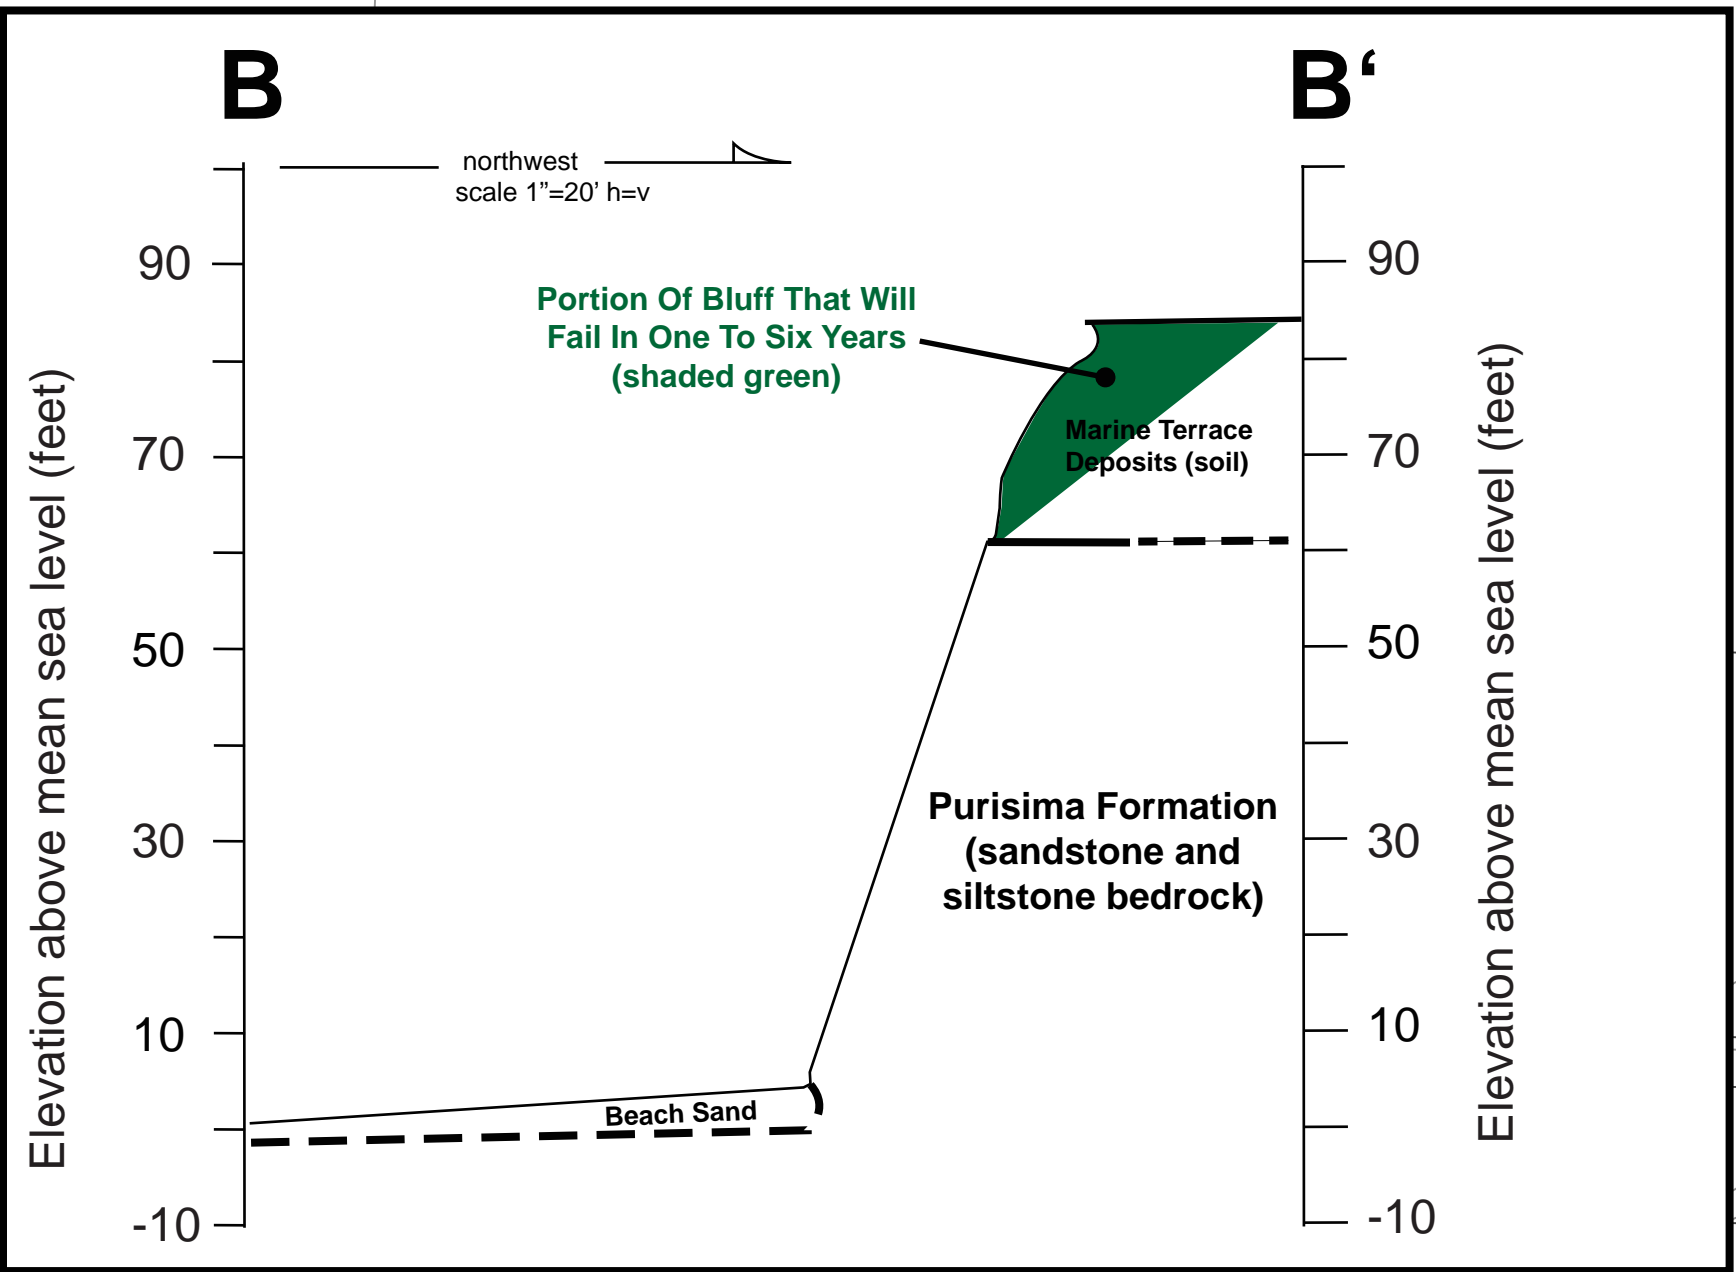 B
B‘
northwest
scale 1”=20’ h=v
90
70
50
30
10
-10
Elevation above mean sea level (feet)
Portion Of Bluff That Will
Fail In One To Six Years
(shaded green)
Marine Terrace
Deposits (soil)
Purisima Formation
(sandstone and
siltstone bedrock)
Beach Sand
90
70
50
30
10
-10
Elevation above mean sea level (feet)